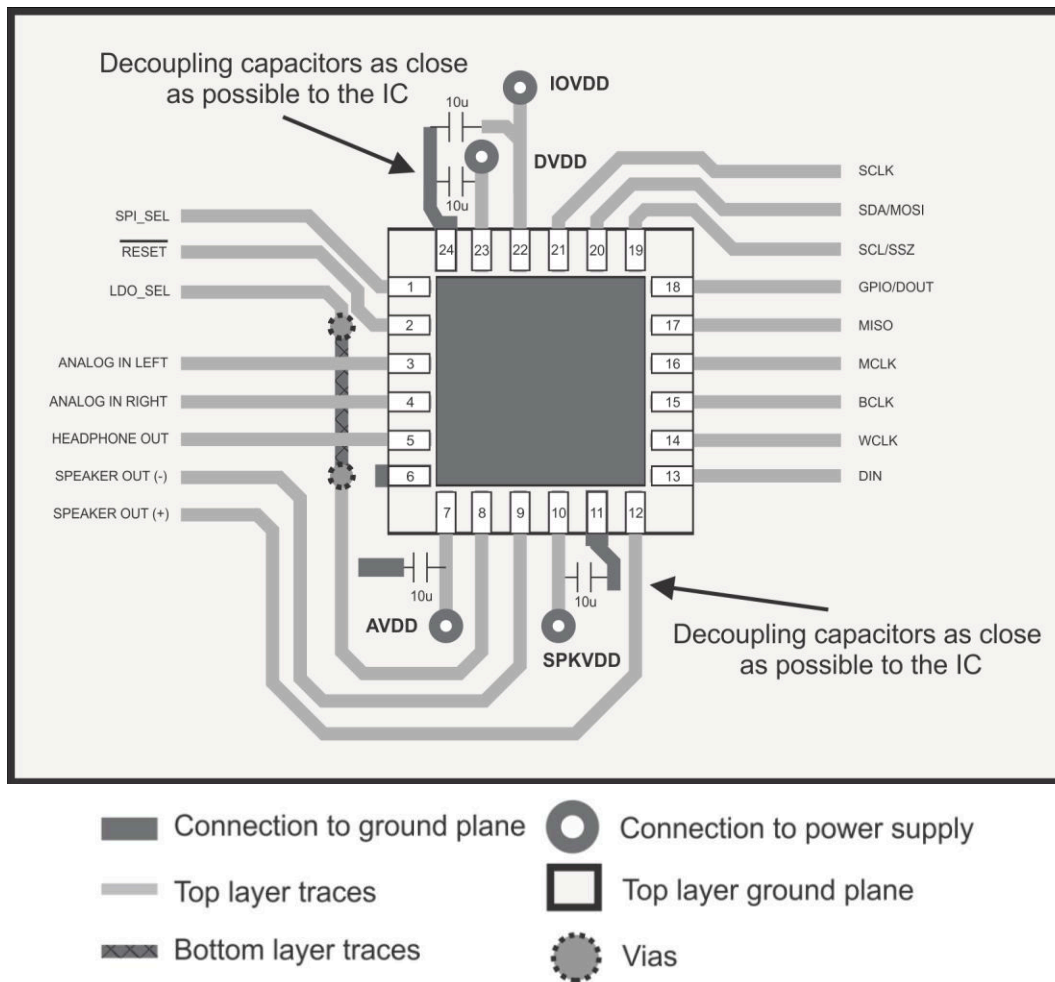 Decoupling capacitors as close
as possible to the IC
10u
IOVDD
DVDD
10u
SCLK
SDA/MOSI
SCL/SSZ
SPI_SEL
RESET
LDO_SEL
24 23 22 21 20 19
1
2
3
4
5
6
18
17
16
15
14
13
GPIO/DOUT
MISO
MCLK
BCLK
WCLK
DIN
ANALOG IN LEFT
ANALOG IN RIGHT
HEADPHONE OUT
SPEAKER OUT (-)
SPEAKER OUT (+)
7 8 9 10 11 12
10u
10u
AVDD
SPKVDD
Decoupling capacitors as close
as possible to the IC
Connection to ground plane
Connection to power supply
Top layer traces
Top layer ground plane
Bottom layer traces
Vias